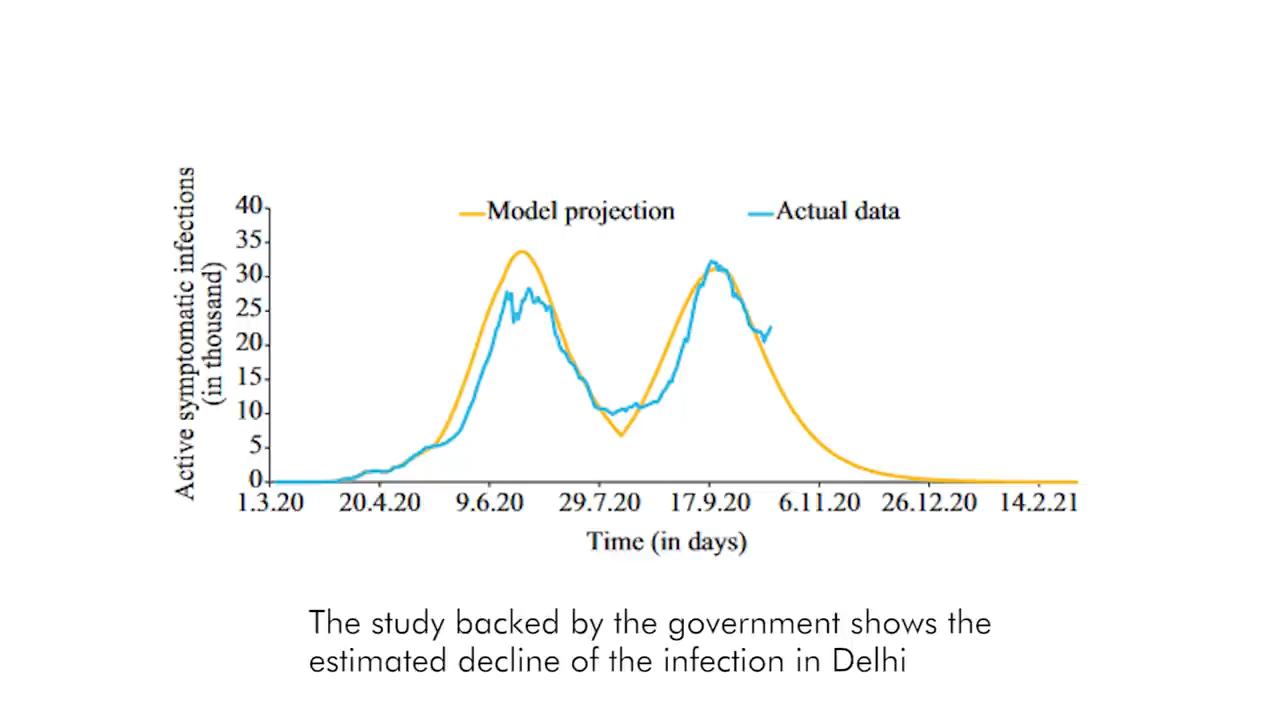 Active symptomatic infections
(in thousand)
Model projection
Actual data
40
35
30
25
20
15
10
5
0
1.3.20 20.4.20 9.6.20 29.7.20 17.9.20 6.11.20 26.12.20 14.2.21
Time (in days)
The study backed by the government shows the
estimated decline of the infection in Delhi